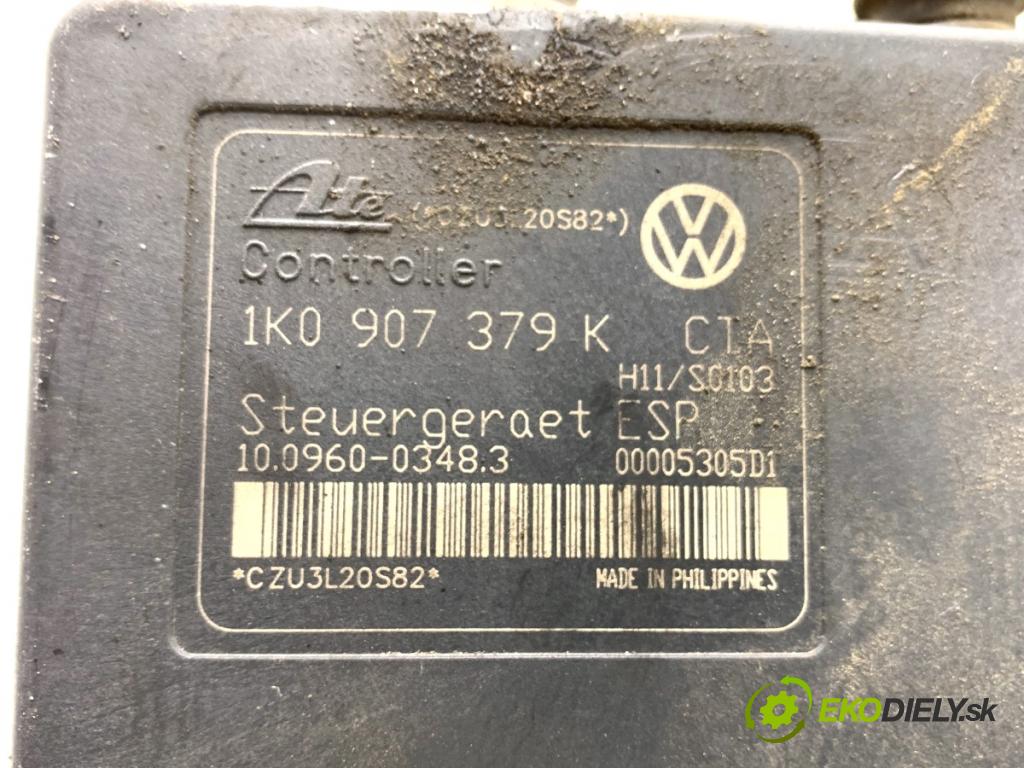 Ate (*CZU3L20S82*)
Controller
1K0 907 379 K CTA
H11/S0103
Steuergeraet ESP
10.0960-0348.3 00005305D1
*CZU3L20S82* MADE IN PHILIPPINES
EKODIELY.sk